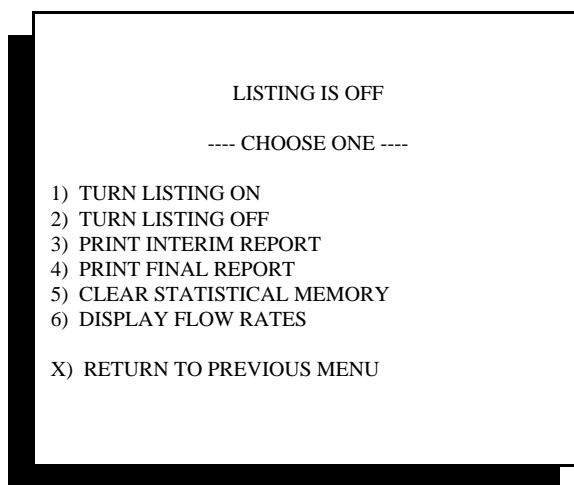 LISTING IS OFF
---- CHOOSE ONE ----
1) TURN LISTING ON
2) TURN LISTING OFF
3) PRINT INTERIM REPORT
4) PRINT FINAL REPORT
5) CLEAR STATISTICAL MEMORY
6) DISPLAY FLOW RATES
X) RETURN TO PREVIOUS MENU